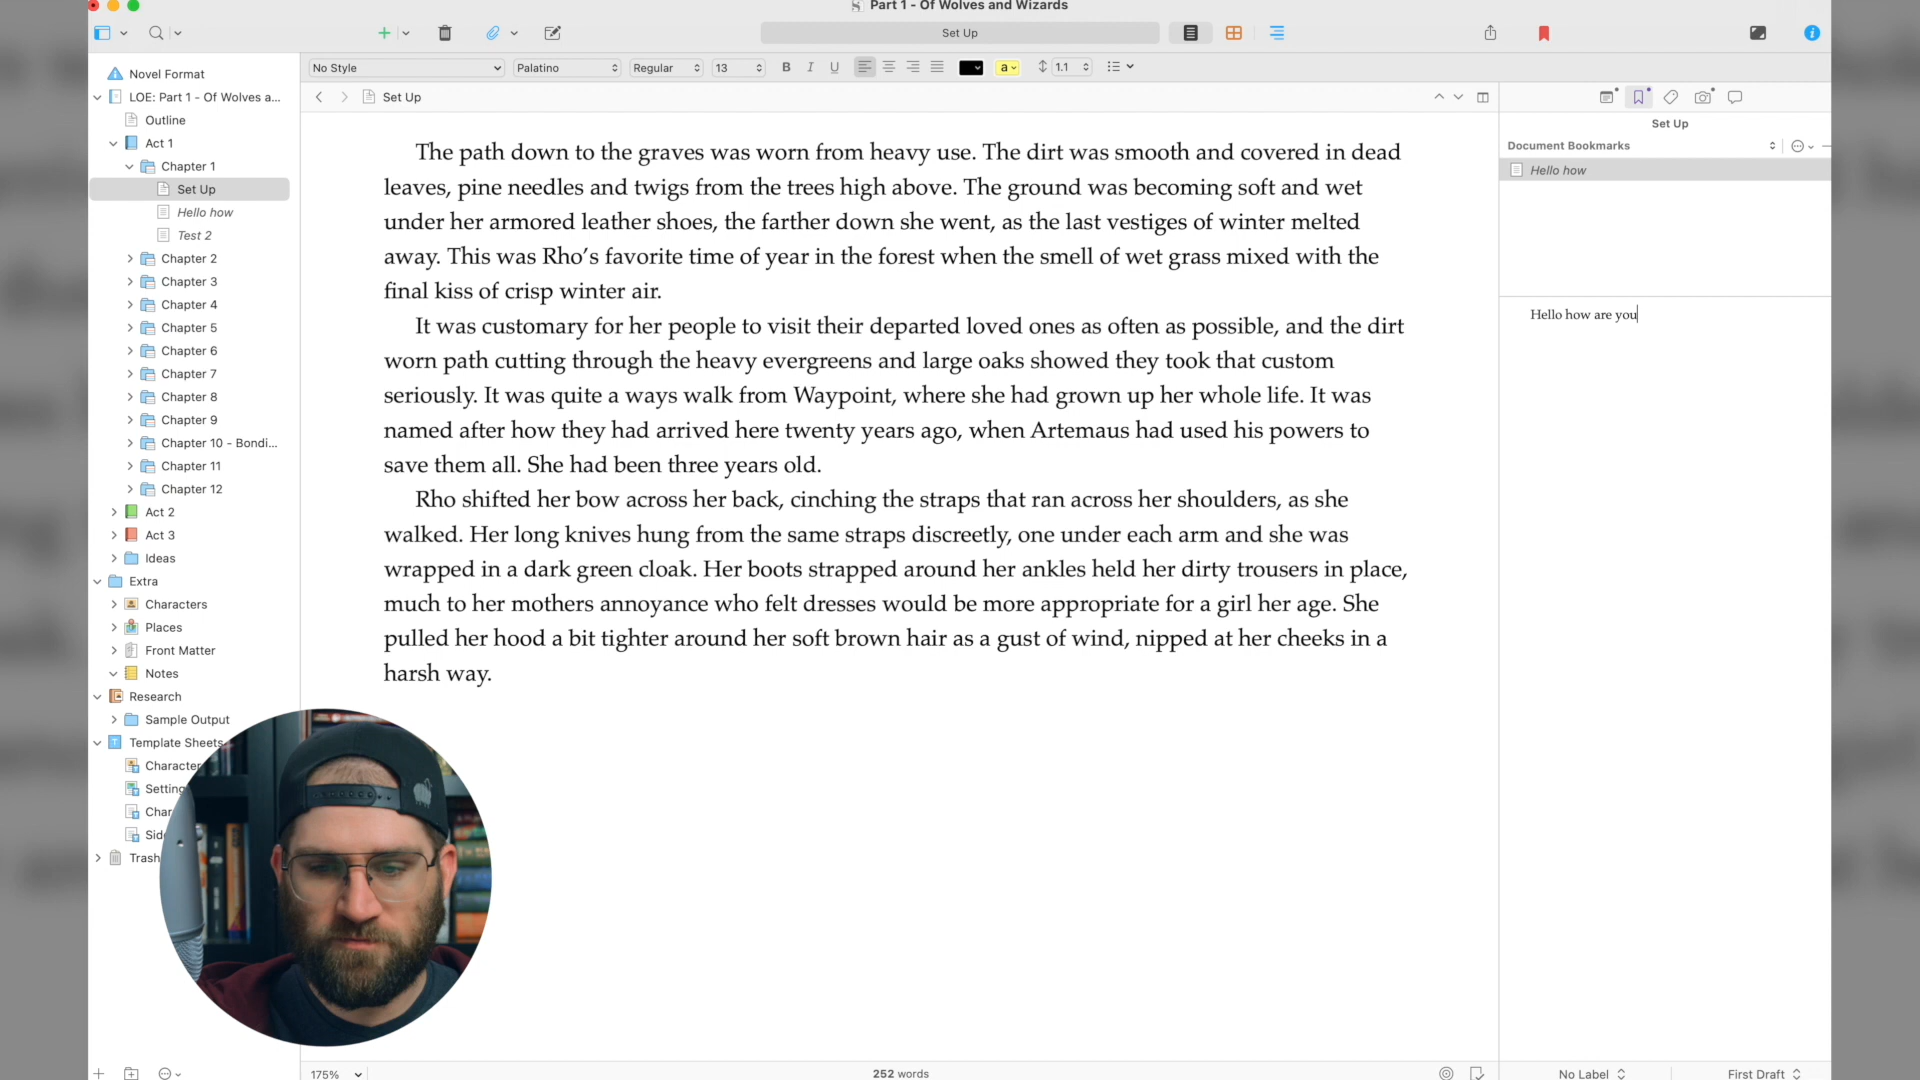 Part 1 - Of Wolves and Wizards
Set Up
No Style
Palatino
Regular
13
B I U
a
1.1
Novel Format
LOE: Part 1 - Of Wolves a...
Outline
Act 1
Chapter 1
Set Up
Hello how
Test 2
Chapter 2
Chapter 3
Chapter 4
Chapter 5
Chapter 6
Chapter 7
Chapter 8
Chapter 9
Chapter 10 - Bondi...
Chapter 11
Chapter 12
Act 2
Act 3
Ideas
Extra
Characters
Places
Front Matter
Notes
Research
Sample Output
Template Sheets
Character
Setting
Char
Side
Trash
Set Up
The path down to the graves was worn from heavy use. The dirt was smooth and covered in dead
leaves, pine needles and twigs from the trees high above. The ground was becoming soft and wet
under her armored leather shoes, the farther down she went, as the last vestiges of winter melted
away. This was Rho’s favorite time of year in the forest when the smell of wet grass mixed with the
final kiss of crisp winter air.
It was customary for her people to visit their departed loved ones as often as possible, and the dirt
worn path cutting through the heavy evergreens and large oaks showed they took that custom
seriously. It was quite a ways walk from Waypoint, where she had grown up her whole life. It was
named after how they had arrived here twenty years ago, when Artemaus had used his powers to
save them all. She had been three years old.
Rho shifted her bow across her back, cinching the straps that ran across her shoulders, as she
walked. Her long knives hung from the same straps discreetly, one under each arm and she was
wrapped in a dark green cloak. Her boots strapped around her ankles held her dirty trousers in place,
much to her mothers annoyance who felt dresses would be more appropriate for a girl her age. She
pulled her hood a bit tighter around her soft brown hair as a gust of wind, nipped at her cheeks in a
harsh way.
175%
252 words
Set Up
Document Bookmarks
Hello how
Hello how are you
No Label
First Draft